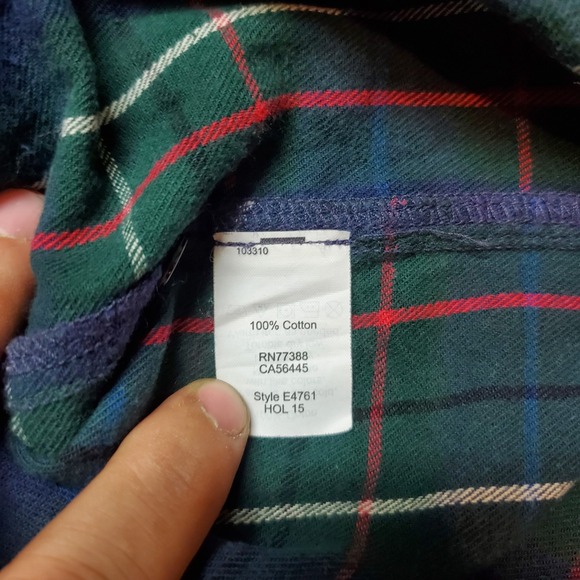 103310
100% Cotton
RN77388
CA56445
Style E4761
HOL 15